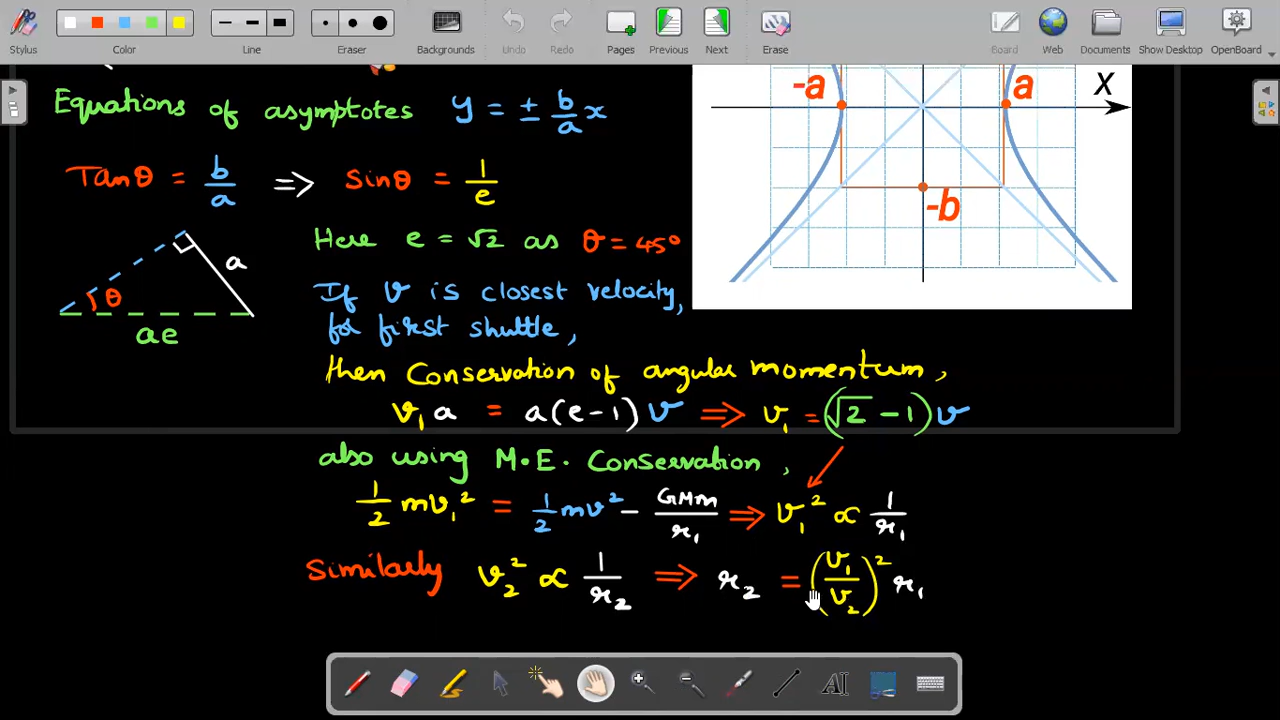 Stylus
Color
Line
Eraser
Backgrounds
Undo
Redo
Pages
Previous
Next
Erase
Board
Web
Documents
Show Desktop
OpenBoard
Equations of asymptotes y = ± b/a x
Tanθ = b/a => sinθ = 1/e
Here e = √2 as θ = 45°
If v is closest velocity,
for first shuttle,
then Conservation of angular momentum,
v₁ a = a(e-1) v => v₁ = (√2 - 1) v
also using M.E. Conservation,
1/2 mv₁² = 1/2 mv² - GMm/r₁ => v₁² ∝ 1/r₁
Similarly v₂² ∝ 1/r₂ => r₂ = (v₁/v₂)² r₁
θ
a
ae
-a
a
X
-b
AI